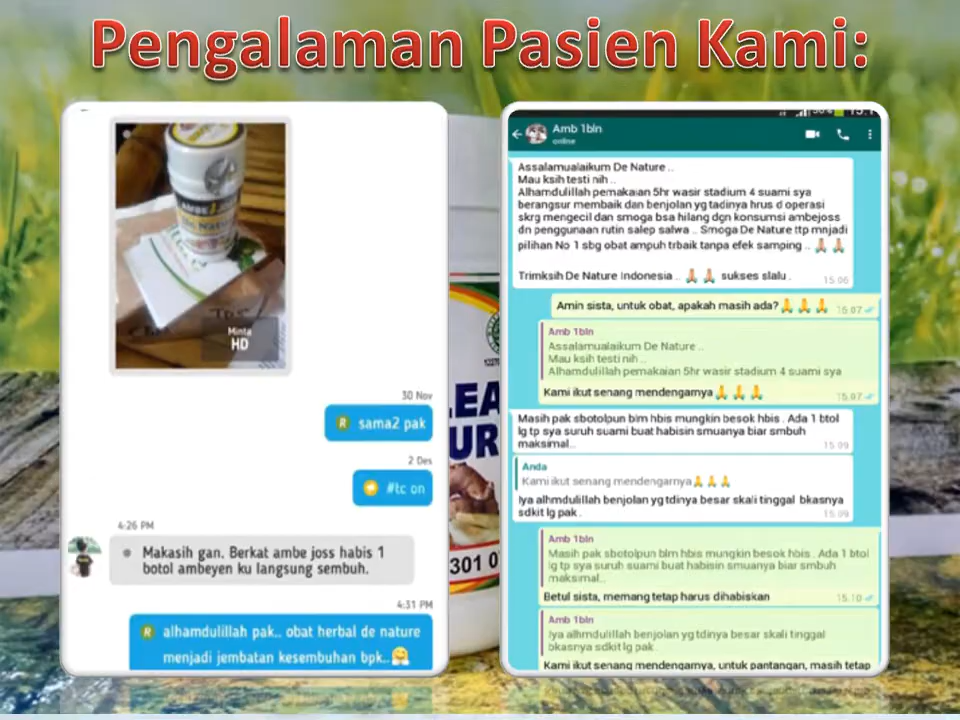 Pengalaman Pasien Kami:
Minta
HD
30 Nov
sama2 pak
2 Des
#tc on
4:26 PM
Makasih gan. Berkat ambe joss habis 1
botol ambeyen ku langsung sembuh.
4:31 PM
alhamdulillah pak.. obat herbal de nature
menjadi jembatan kesembuhan bpk..🤗
Amb 1bln
online
Assalamualaikum De Nature ..
Mau ksih testi nih ..
Alhamdulillah pemakaian 5hr wasir stadium 4 suami sya
berangsur membaik dan benjolan yg tadinya hrus d operasi
skrg mengecil dan smoga bsa hilang dgn konsumsi ambejoss
dn penggunaan rutin salep salwa .. Smoga De Nature ttp mnjadi
pilihan No 1 sbg obat ampuh trbaik tanpa efek samping .. 🙏 🙏
Trimksih De Nature Indonesia .. 🙏 🙏 sukses slalu .
15.06
Amin sista, untuk obat, apakah masih ada?🙏 🙏 🙏 15.07
Amb 1bln
Assalamualaikum De Nature ..
Mau ksih testi nih ..
Alhamdulillah pemakaian 5hr wasir stadium 4 suami sya
Kami ikut senang mendengarnya🙏 🙏 🙏 15.07
Masih pak sbotolpun blm hbis mungkin besok hbis . Ada 1 btol
lg tp sya suruh suami buat habisin smuanya biar smbuh
maksimal.. 15.09
Anda
Kami ikut senang mendengarnya🙏 🙏 🙏
Iya alhmdulillah benjolan yg tdinya besar skali tinggal bkasnya
sdkit lg pak . 15.09
Amb 1bln
Masih pak sbotolpun blm hbis mungkin besok hbis . Ada 1 btol
lg tp sya suruh suami buat habisin smuanya biar smbuh
maksimal..
Betul sista, memang tetap harus dihabiskan 15.10
Amb 1bln
Iya alhmdulillah benjolan yg tdinya besar skali tinggal
bkasnya sdkit lg pak .
Kami ikut senang mendengarnya, untuk pantangan, masih tetap
LEA
UR
301 0